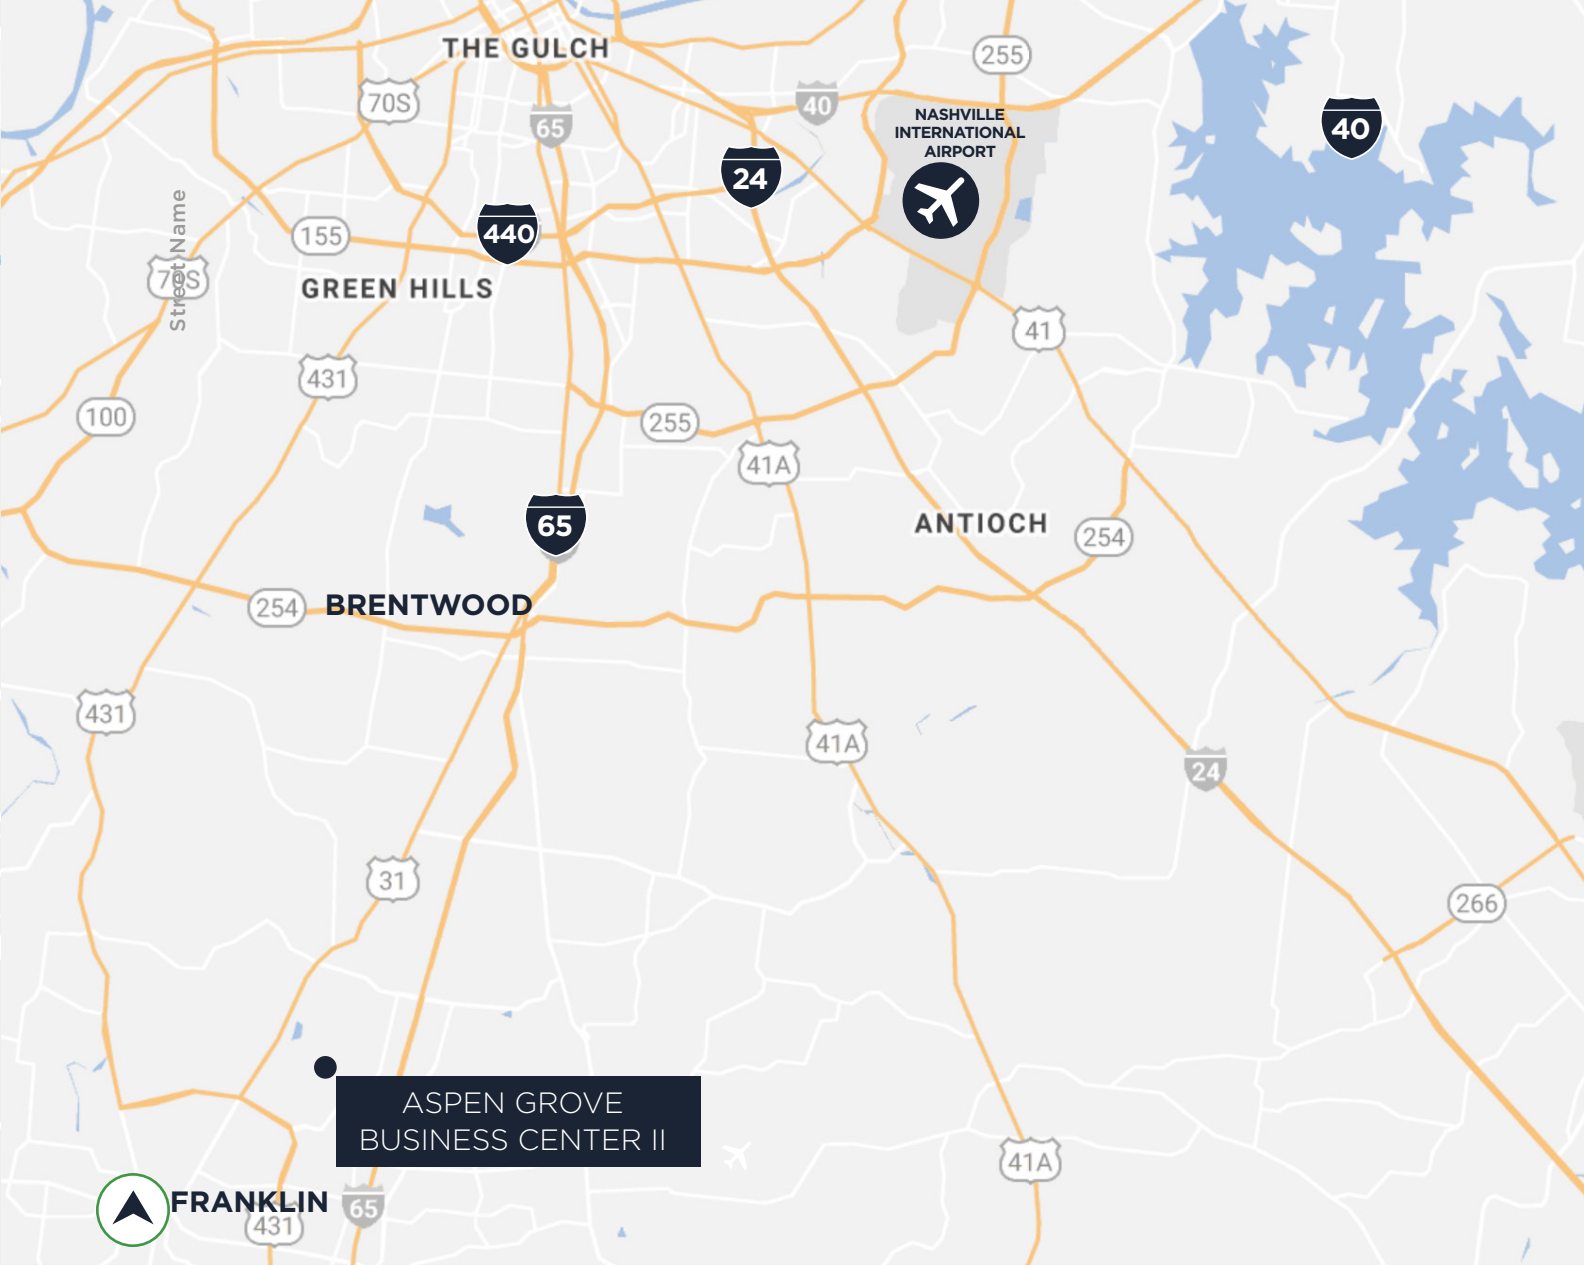 THE GULCH
255
70S
65
40
40
NASHVILLE
INTERNATIONAL
AIRPORT
24
Street Name
155
440
70S
GREEN HILLS
41
431
100
255
41A
65
ANTIOCH
254
254
BRENTWOOD
431
41A
24
31
266
ASPEN GROVE
BUSINESS CENTER II
41A
FRANKLIN
65
431